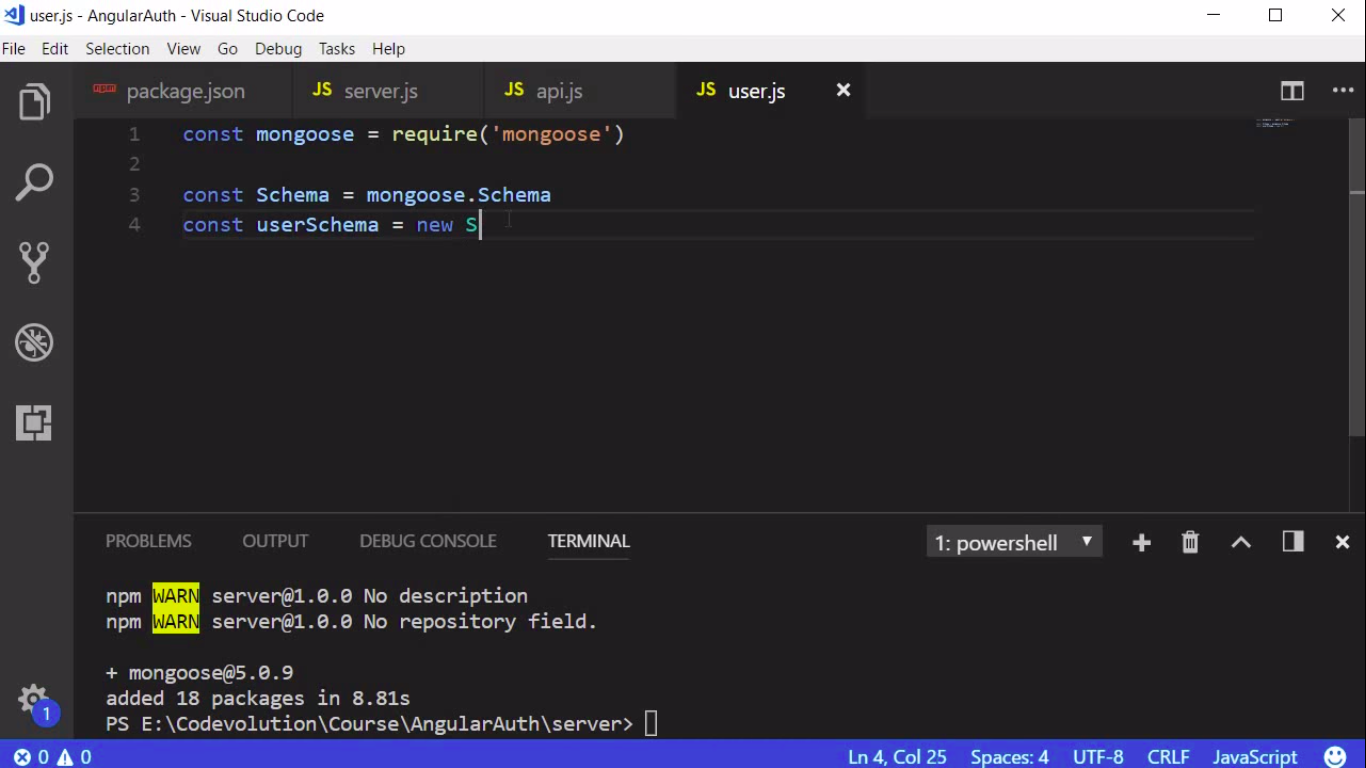 user.js - AngularAuth - Visual Studio Code
File Edit Selection View Go Debug Tasks Help
npm package.json JS server.js JS api.js JS user.js
1 const mongoose = require('mongoose')
2
3 const Schema = mongoose.Schema
4 const userSchema = new S
PROBLEMS OUTPUT DEBUG CONSOLE TERMINAL 1: powershell
npm WARN server@1.0.0 No description
npm WARN server@1.0.0 No repository field.
+ mongoose@5.0.9
added 18 packages in 8.81s
PS E:\Codevolution\Course\AngularAuth\server>
1
0 0 Ln 4, Col 25 Spaces: 4 UTF-8 CRLF JavaScript